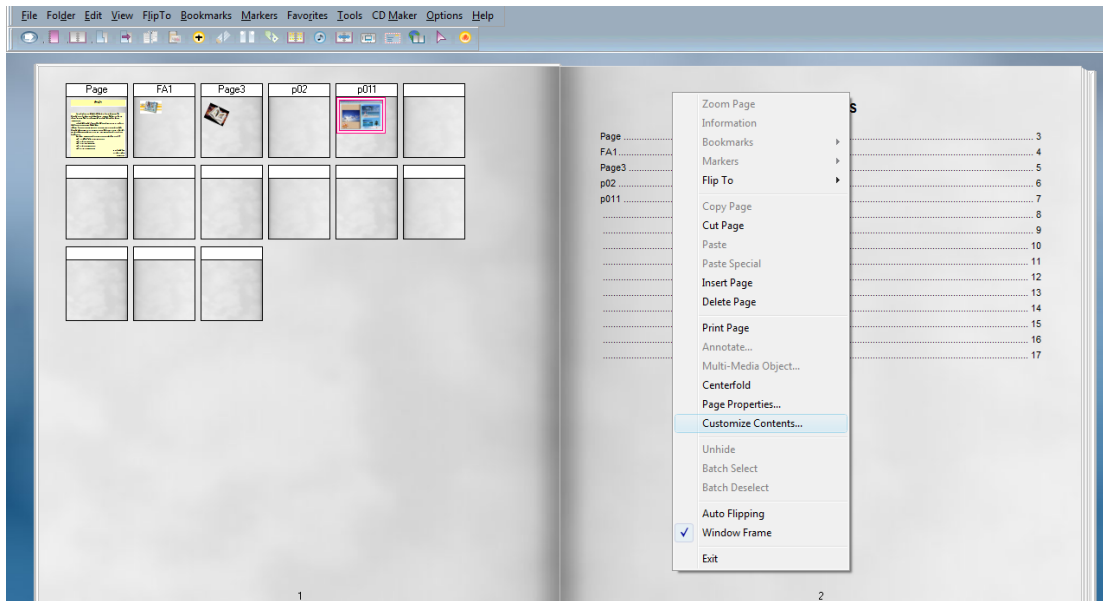 File Folder Edit View FlipTo Bookmarks Markers Favorites Tools CD Maker Options Help
Page FA1 Page3 p02 p011
1
s
Page ........ 3
FA1 ........ 4
Page3 ........ 5
p02 ........ 6
p011 ........ 7
........ 8
........ 9
........ 10
........ 11
........ 12
........ 13
........ 14
........ 15
........ 16
........ 17
2
Zoom Page
Information
Bookmarks
Markers
Flip To
Copy Page
Cut Page
Paste
Paste Special
Insert Page
Delete Page
Print Page
Annotate...
Multi-Media Object...
Centerfold
Page Properties...
Customize Contents...
Unhide
Batch Select
Batch Deselect
Auto Flipping
Window Frame
Exit